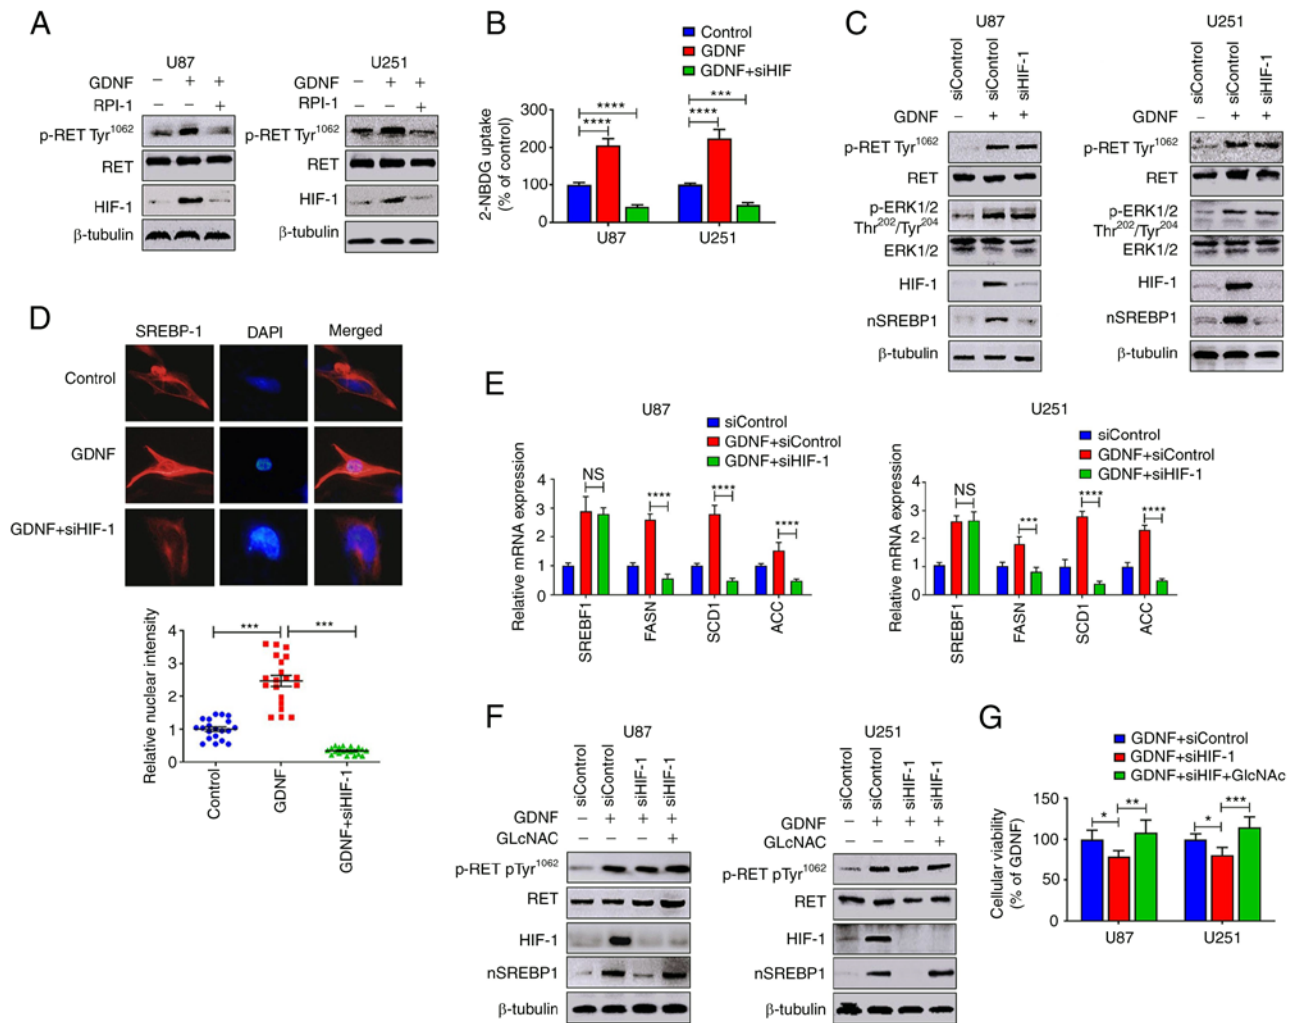 A
U87
GDNF – + +
RPI-1 – – +
p-RET Tyr1062
RET
HIF-1
β-tubulin
U251
GDNF – + +
RPI-1 – – +
p-RET Tyr1062
RET
HIF-1
β-tubulin
B
Control
GDNF
GDNF+siHIF
2-NBDG uptake
(% of control)
300
200
100
0
****
****
****
***
U87
U251
C
U87
siControl
siControl
siHIF-1
GDNF – + +
p-RET Tyr1062
RET
p-ERK1/2
Thr202/Tyr204
ERK1/2
HIF-1
nSREBP1
β-tubulin
U251
siControl
siControl
siHIF-1
GDNF – + +
p-RET Tyr1062
RET
p-ERK1/2
Thr202/Tyr204
ERK1/2
HIF-1
nSREBP1
β-tubulin
D
SREBP-1 DAPI Merged
Control
GDNF
GDNF+siHIF-1
Relative nuclear intensity
4
3
2
1
0
***
***
Control
GDNF
GDNF+siHIF-1
E
U87
siControl
GDNF+siControl
GDNF+siHIF-1
Relative mRNA expression
4
3
2
1
0
NS
****
****
****
SREBF1
FASN
SCD1
ACC
U251
siControl
GDNF+siControl
GDNF+siHIF-1
Relative mRNA expression
4
3
2
1
0
NS
***
****
****
SREBF1
FASN
SCD1
ACC
F
U87
siControl
siControl
siHIF-1
siHIF-1
GDNF – + + +
GLcNAC – – – +
p-RET pTyr1062
RET
HIF-1
nSREBP1
β-tubulin
U251
siControl
siControl
siHIF-1
siHIF-1
GDNF – + + +
GLcNAC – – – +
p-RET pTyr1062
RET
HIF-1
nSREBP1
β-tubulin
G
GDNF+siControl
GDNF+siHIF-1
GDNF+siHIF+GlcNAc
Cellular viability
(% of GDNF)
150
100
50
0
*
**
*
***
U87
U251